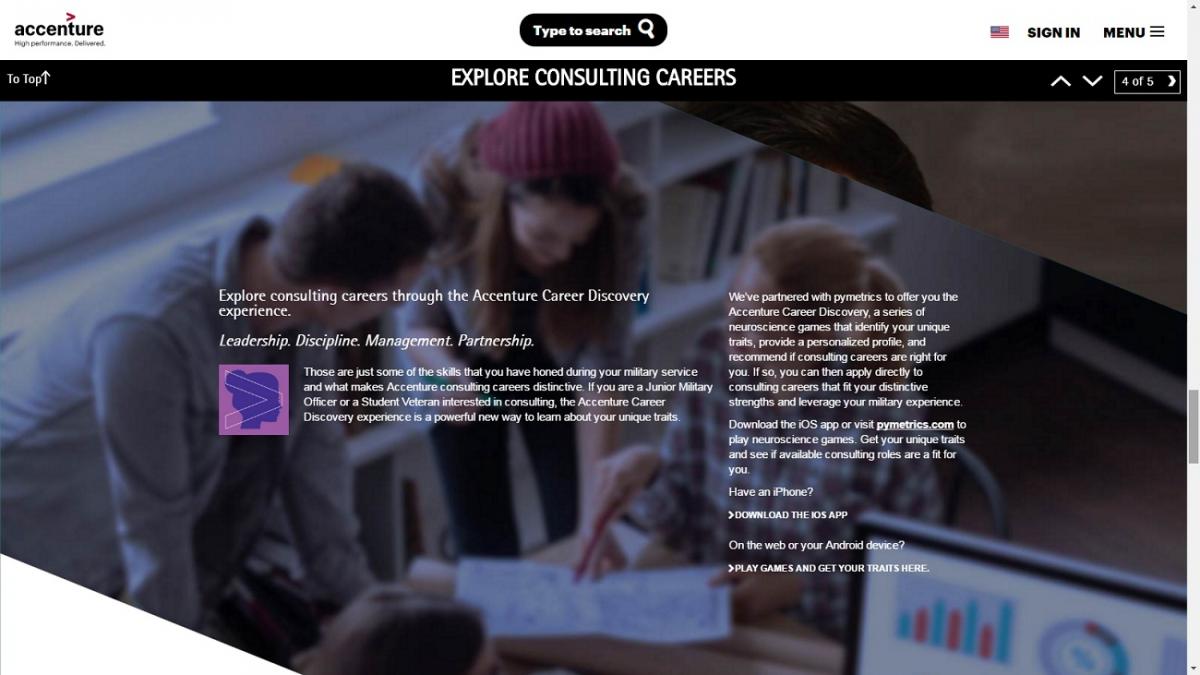 accenture
High performance. Delivered.
Type to search
SIGN IN
MENU
To Top
EXPLORE CONSULTING CAREERS
4 of 5
Explore consulting careers through the Accenture Career Discovery
experience.
Leadership. Discipline. Management. Partnership.
Those are just some of the skills that you have honed during your military service
and what makes Accenture consulting careers distinctive. If you are a Junior Military
Officer or a Student Veteran interested in consulting, the Accenture Career
Discovery experience is a powerful new way to learn about your unique traits.
We've partnered with pymetrics to offer you the
Accenture Career Discovery, a series of
neuroscience games that identify your unique
traits, provide a personalized profile, and
recommend if consulting careers are right for
you. If so, you can then apply directly to
consulting careers that fit your distinctive
strengths and leverage your military experience.
Download the iOS app or visit pymetrics.com to
play neuroscience games. Get your unique traits
and see if available consulting roles are a fit for
you.
Have an iPhone?
DOWNLOAD THE IOS APP
On the web or your Android device?
PLAY GAMES AND GET YOUR TRAITS HERE.